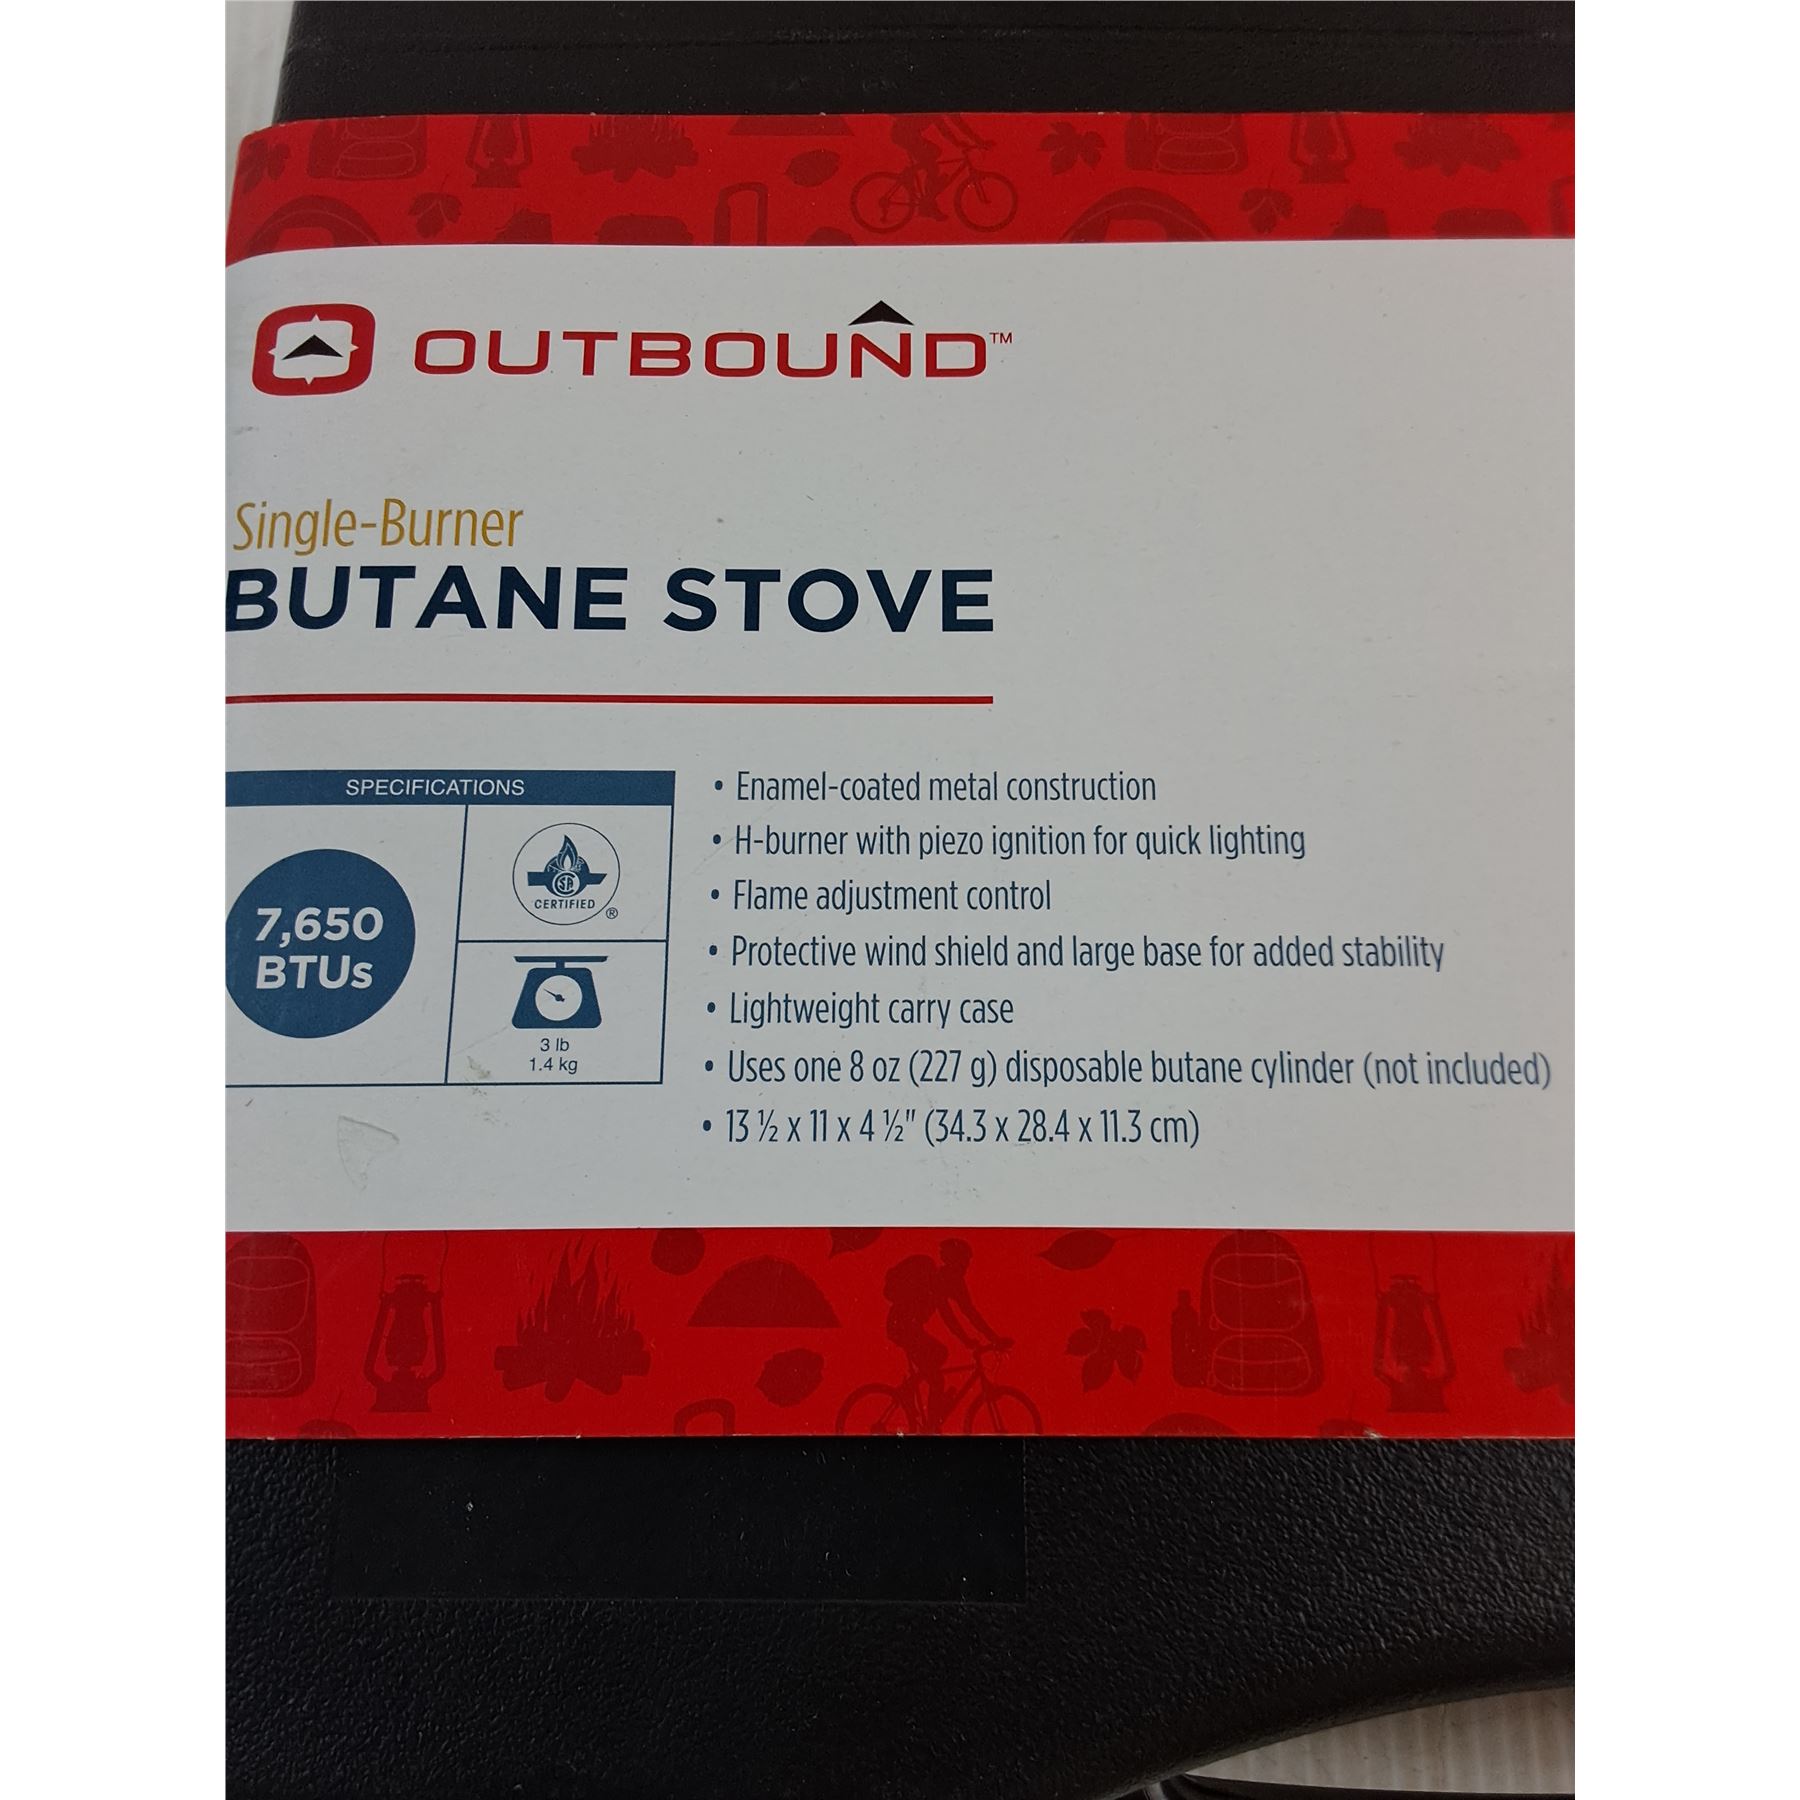 OUTBOUND™
Single-Burner
BUTANE STOVE
SPECIFICATIONS
7,650
BTUs
CERTIFIED ®
3 lb
1.4 kg
• Enamel-coated metal construction
• H-burner with piezo ignition for quick lighting
• Flame adjustment control
• Protective wind shield and large base for added stability
• Lightweight carry case
• Uses one 8 oz (227 g) disposable butane cylinder (not included)
• 13 ½ x 11 x 4 ½" (34.3 x 28.4 x 11.3 cm)